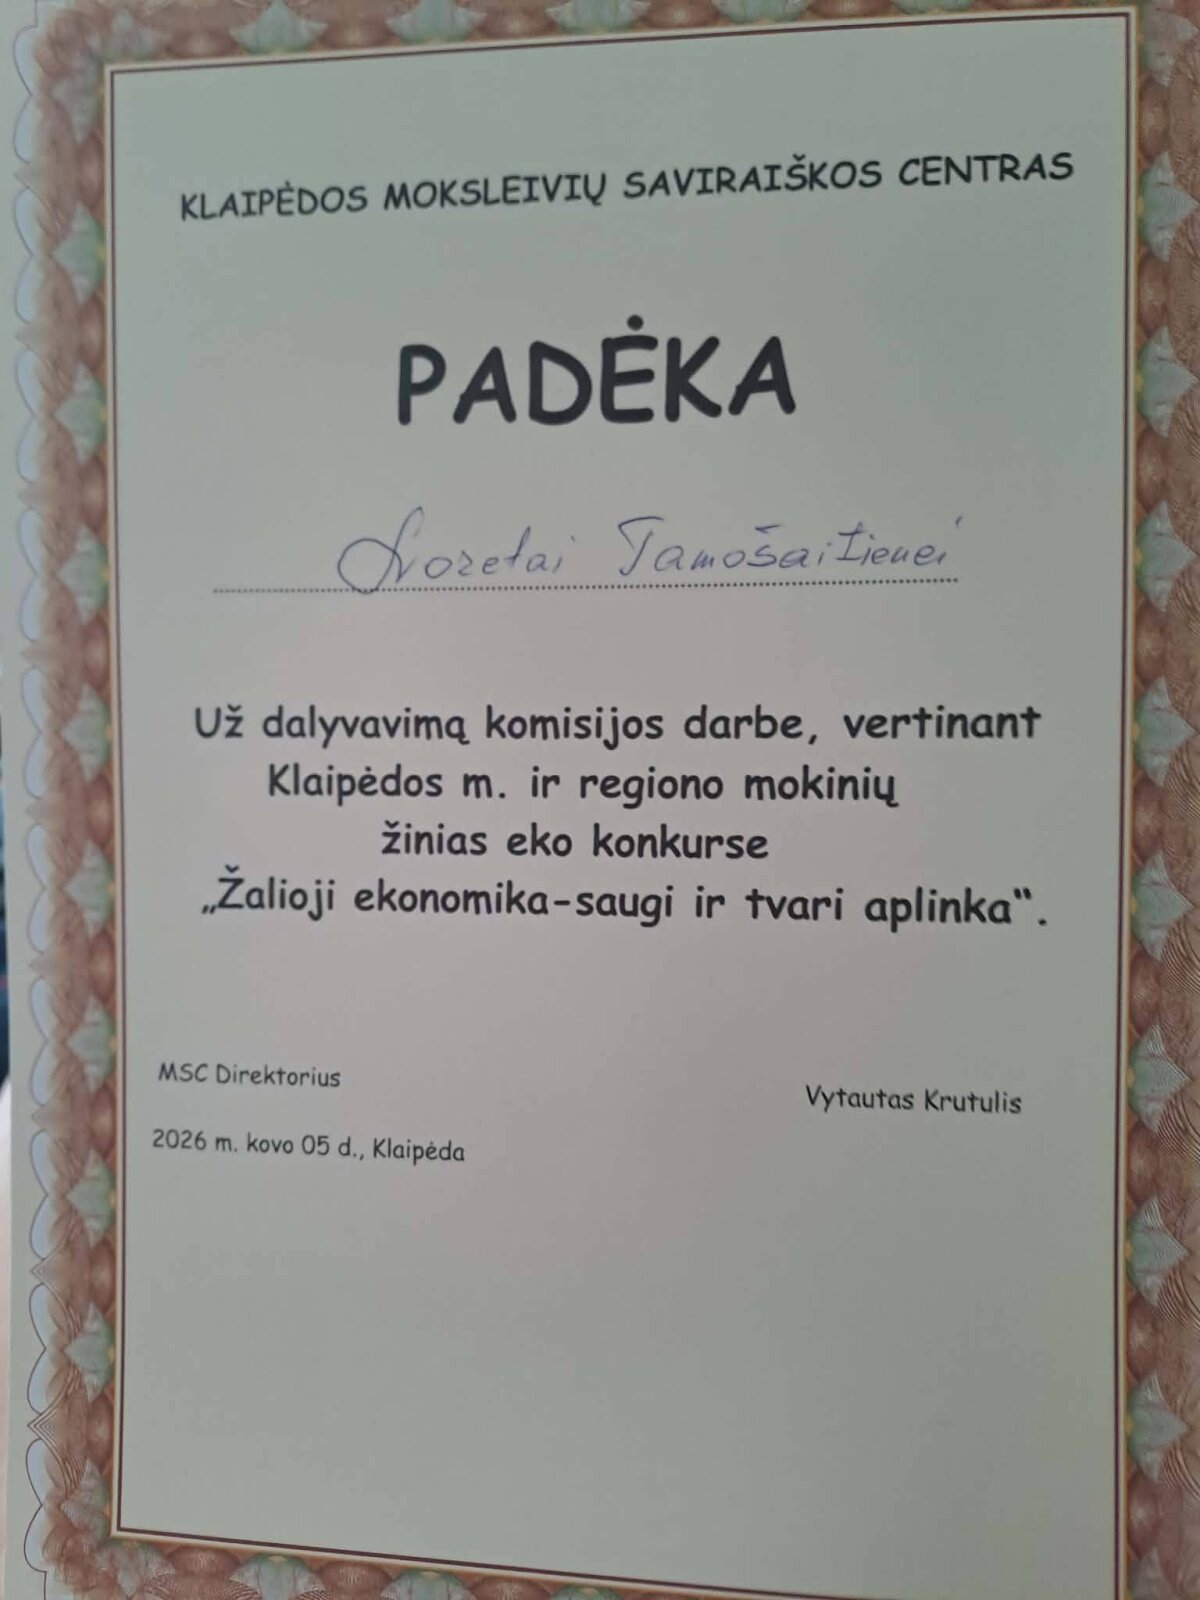 KLAIPĖDOS MOKSLEIVIŲ SAVIRAIŠKOS CENTRAS
PADĖKA
Loretai Tamošaitienei
Už dalyvavimą komisijos darbe, vertinant
Klaipėdos m. ir regiono mokinių
žinias eko konkurse
„Žalioji ekonomika-saugi ir tvari aplinka“.
MSC Direktorius
Vytautas Krutulis
2026 m. kovo 05 d., Klaipėda